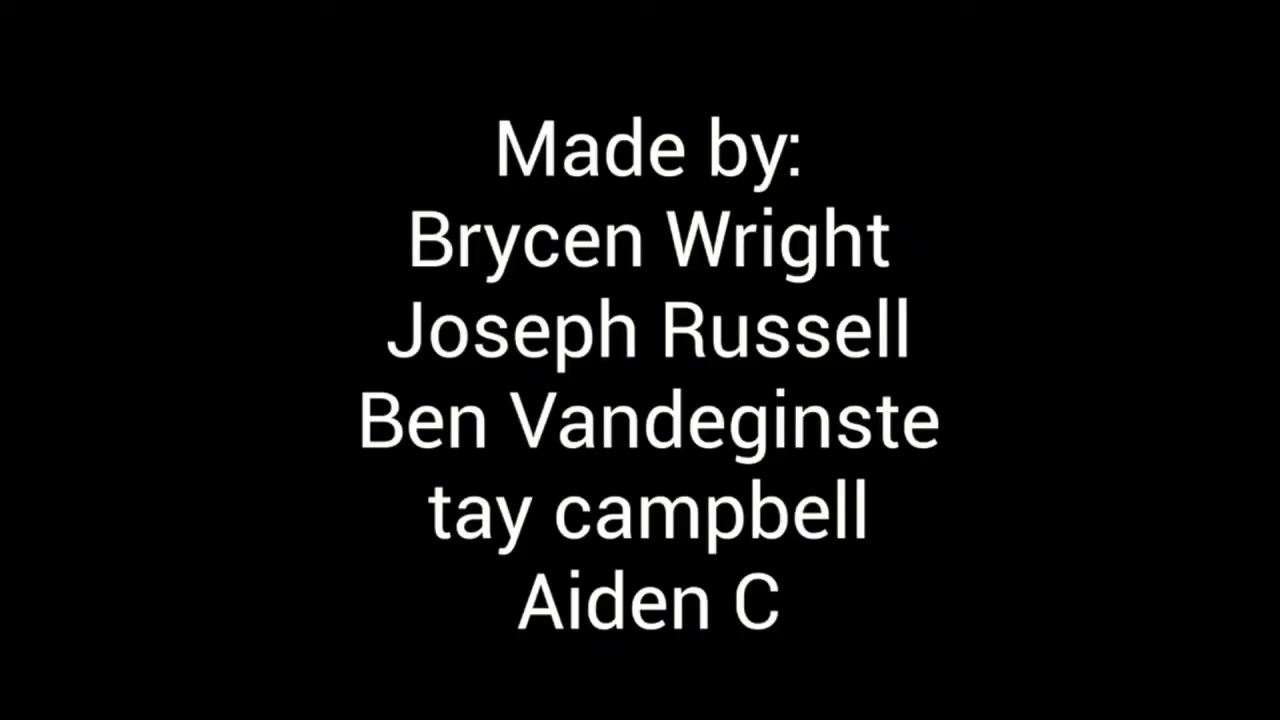 Made by:
Brycen Wright
Joseph Russell
Ben Vandeginste
tay campbell
Aiden C